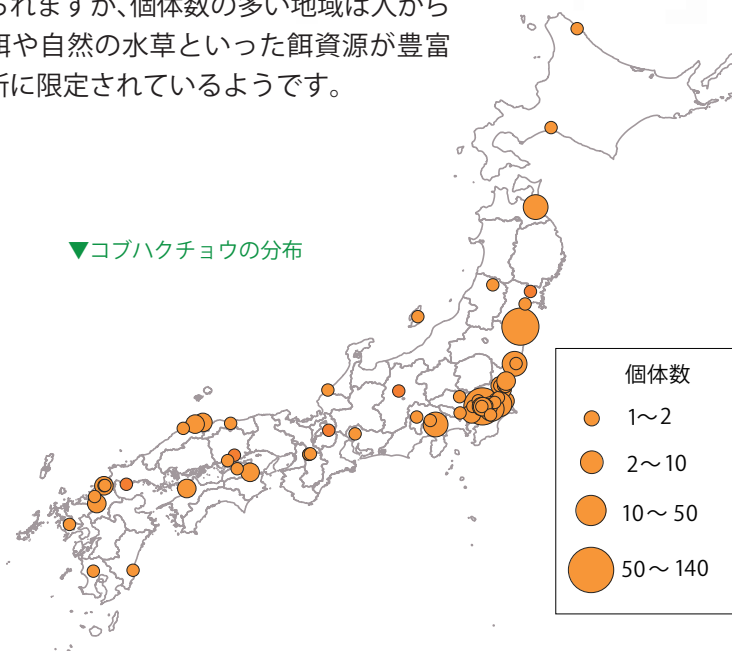 られますが、個体数の多い地域は人から
餌や自然の水草といった餌資源が豊富
所に限定されているようです。
▼コブハクチョウの分布
個体数
1～2
2～10
10～50
50～140